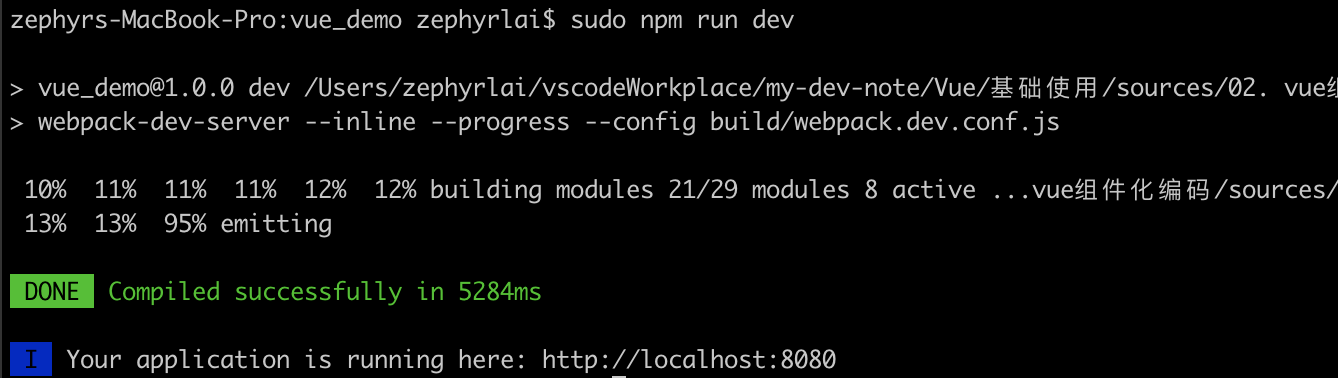 zephyrs-MacBook-Pro:vue_demo zephyrlai$ sudo npm run dev
> vue_demo@1.0.0 dev /Users/zephyrlai/vscodeWorkplace/my-dev-note/Vue/基础使用/sources/02. vue组
> webpack-dev-server --inline --progress --config build/webpack.dev.conf.js
10% 11% 11% 11% 12% 12% building modules 21/29 modules 8 active ...vue组件化编码/sources/
13% 13% 95% emitting
DONE Compiled successfully in 5284ms
I Your application is running here: http://localhost:8080